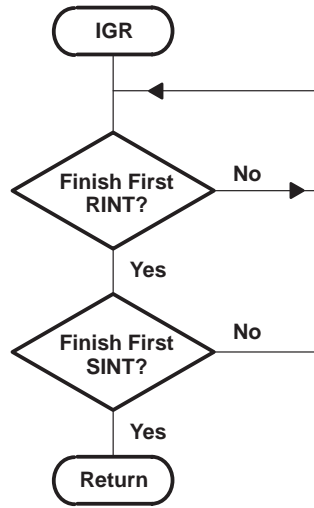 IGR
Finish First
RINT?
No
Yes
Finish First
SINT?
No
Yes
Return